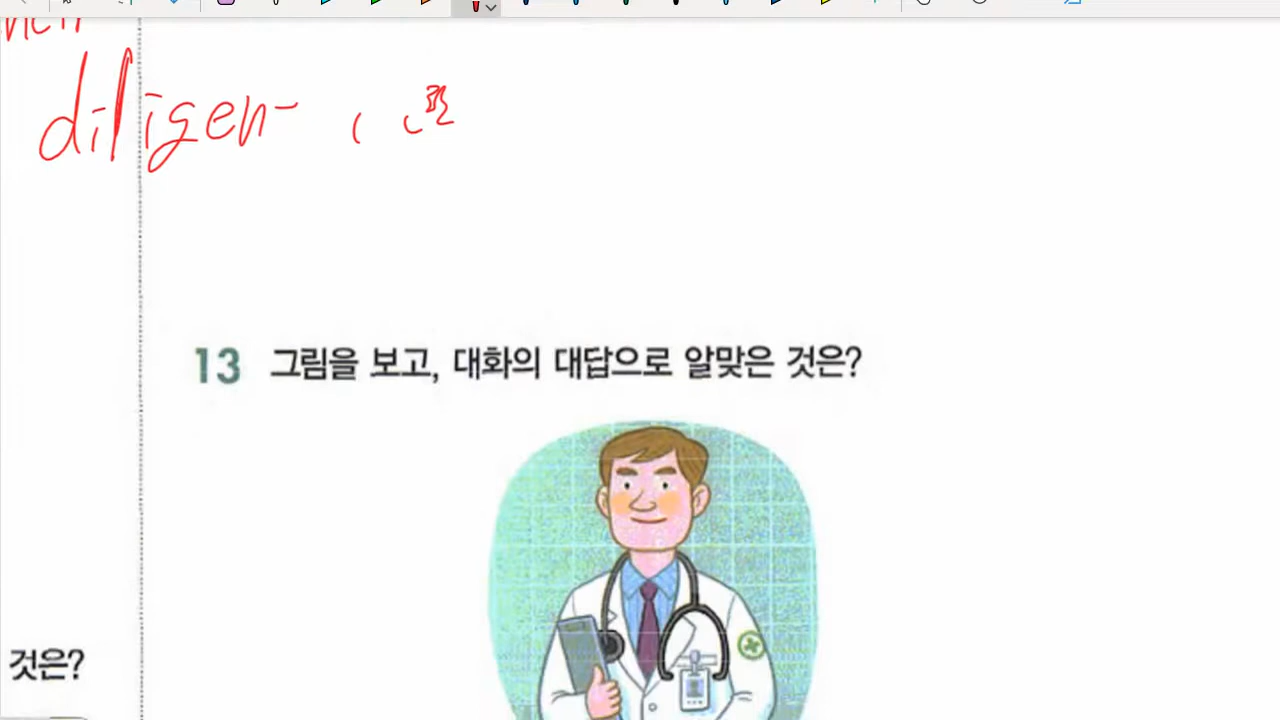 diligent
13 그림을 보고, 대화의 대답으로 알맞은 것은?
것은?